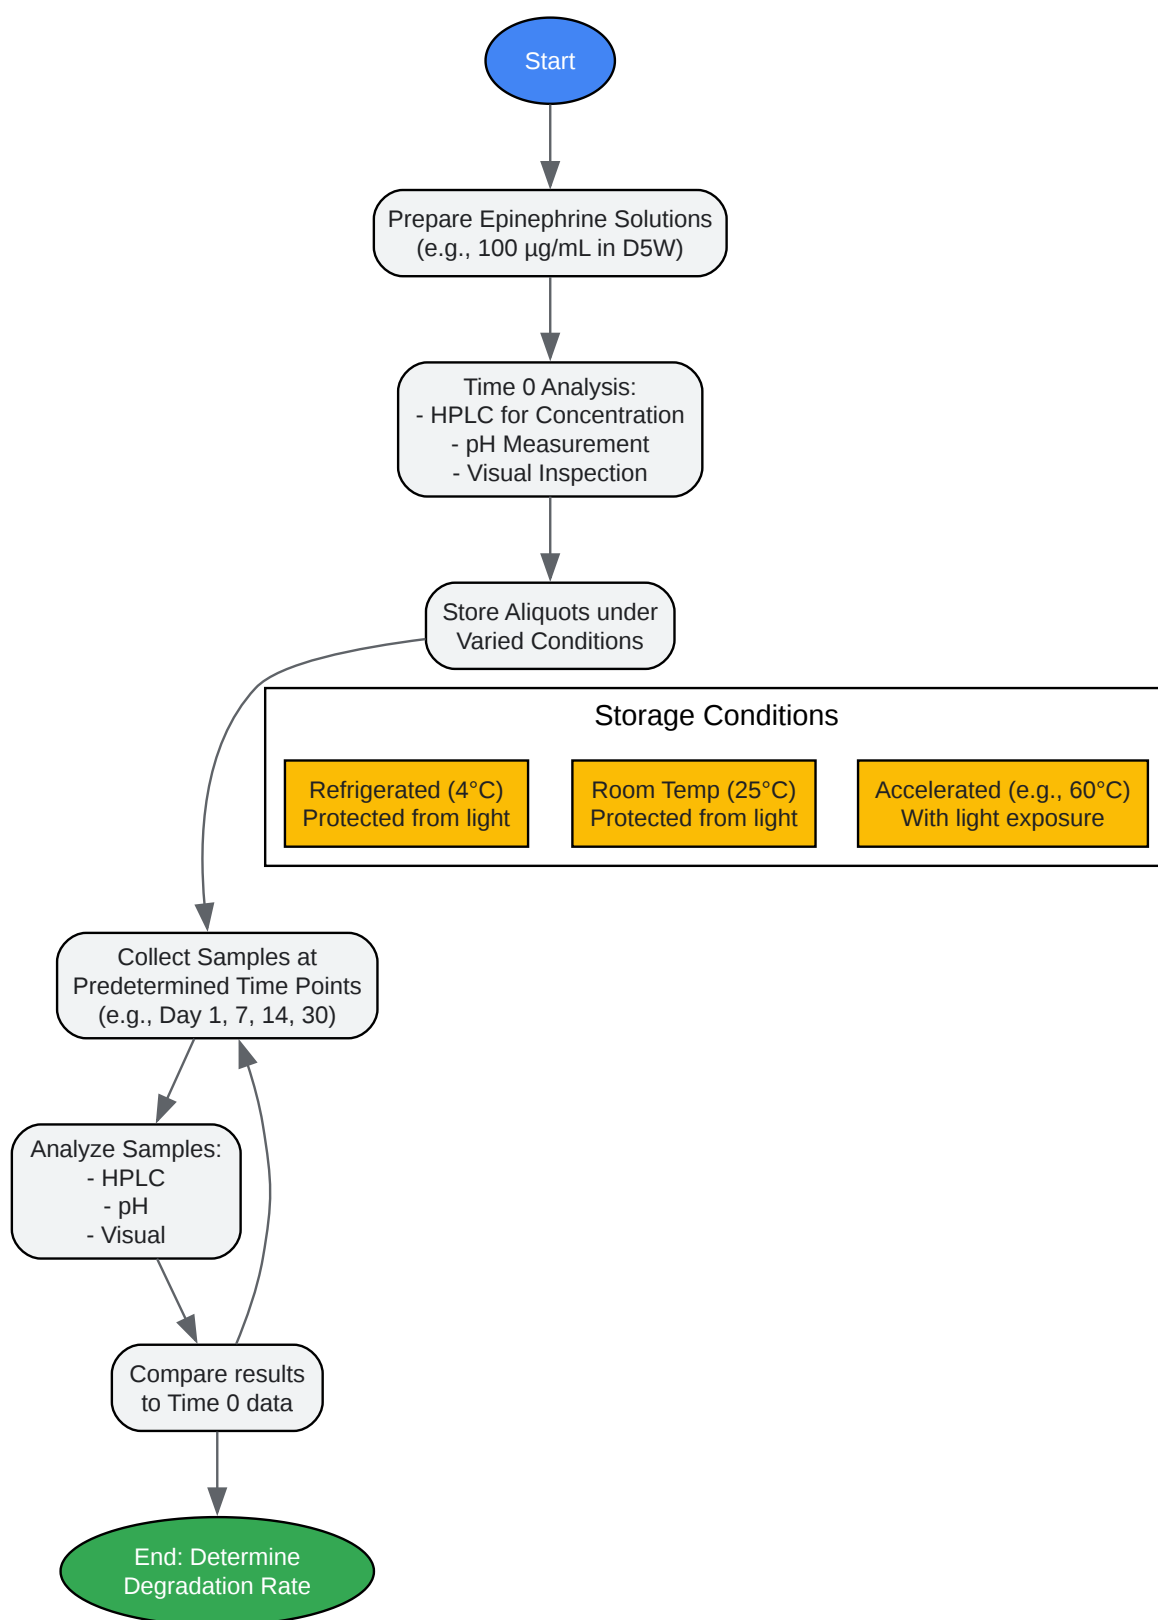 Start
Prepare Epinephrine Solutions
(e.g., 100 µg/mL in D5W)
Time 0 Analysis:
- HPLC for Concentration
- pH Measurement
- Visual Inspection
Store Aliquots under
Varied Conditions
Storage Conditions
Refrigerated (4°C)
Protected from light
Room Temp (25°C)
Protected from light
Accelerated (e.g., 60°C)
With light exposure
Collect Samples at
Predetermined Time Points
(e.g., Day 1, 7, 14, 30)
Analyze Samples:
- HPLC
- pH
- Visual
Compare results
to Time 0 data
End: Determine
Degradation Rate